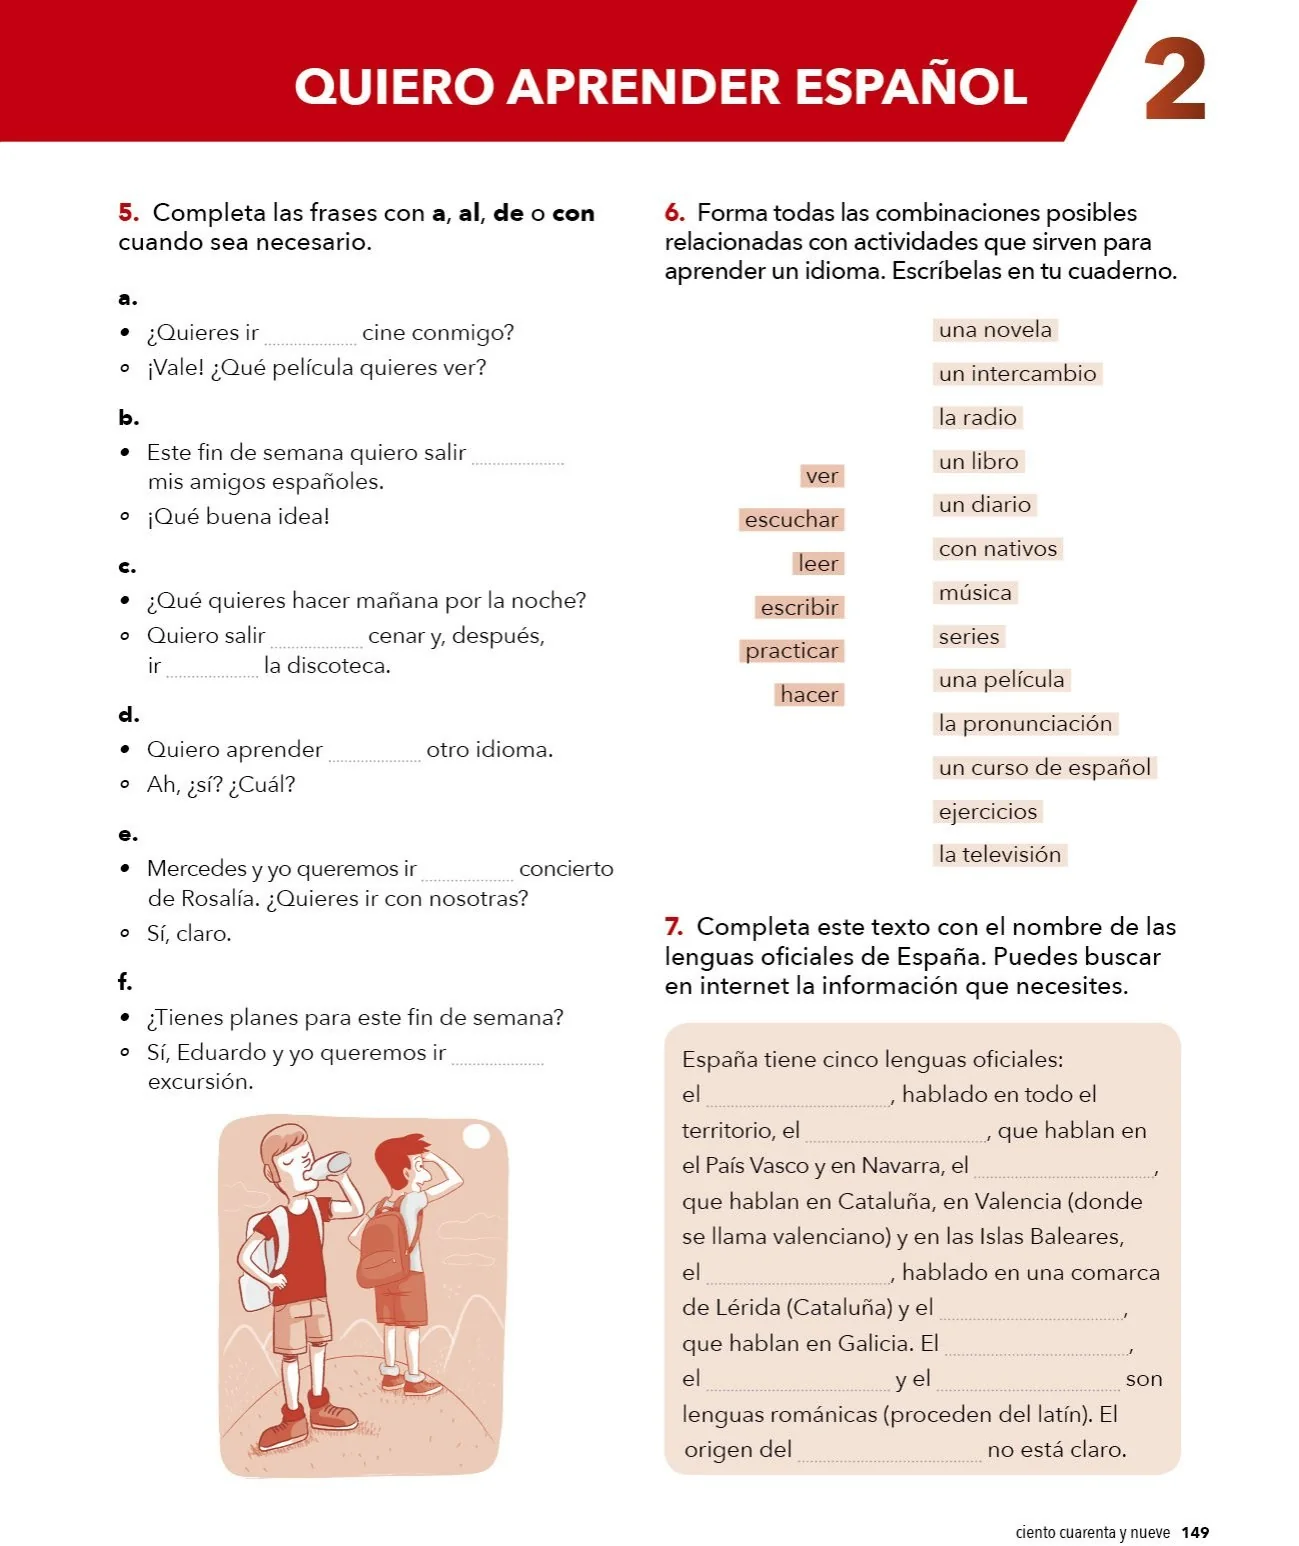 QUIERO APRENDER ESPAÑOL
2
5. Completa las frases con a, al, de o con
cuando sea necesario.
a.
• ¿Quieres ir cine conmigo?
○ ¡Vale! ¿Qué película quieres ver?
b.
• Este fin de semana quiero salir
mis amigos españoles.
○ ¡Qué buena idea!
c.
• ¿Qué quieres hacer mañana por la noche?
○ Quiero salir cenar y, después,
ir la discoteca.
d.
• Quiero aprender otro idioma.
○ Ah, ¿sí? ¿Cuál?
e.
• Mercedes y yo queremos ir concierto
de Rosalía. ¿Quieres ir con nosotras?
○ Sí, claro.
f.
• ¿Tienes planes para este fin de semana?
○ Sí, Eduardo y yo queremos ir
excursión.
6. Forma todas las combinaciones posibles
relacionadas con actividades que sirven para
aprender un idioma. Escríbelas en tu cuaderno.
ver
escuchar
leer
escribir
practicar
hacer
una novela
un intercambio
la radio
un libro
un diario
con nativos
música
series
una película
la pronunciación
un curso de español
ejercicios
la televisión
7. Completa este texto con el nombre de las
lenguas oficiales de España. Puedes buscar
en internet la información que necesites.
España tiene cinco lenguas oficiales:
el , hablado en todo el
territorio, el , que hablan en
el País Vasco y en Navarra, el ,
que hablan en Cataluña, en Valencia (donde
se llama valenciano) y en las Islas Baleares,
el , hablado en una comarca
de Lérida (Cataluña) y el ,
que hablan en Galicia. El ,
el y el son
lenguas románicas (proceden del latín). El
origen del no está claro.
ciento cuarenta y nueve 149